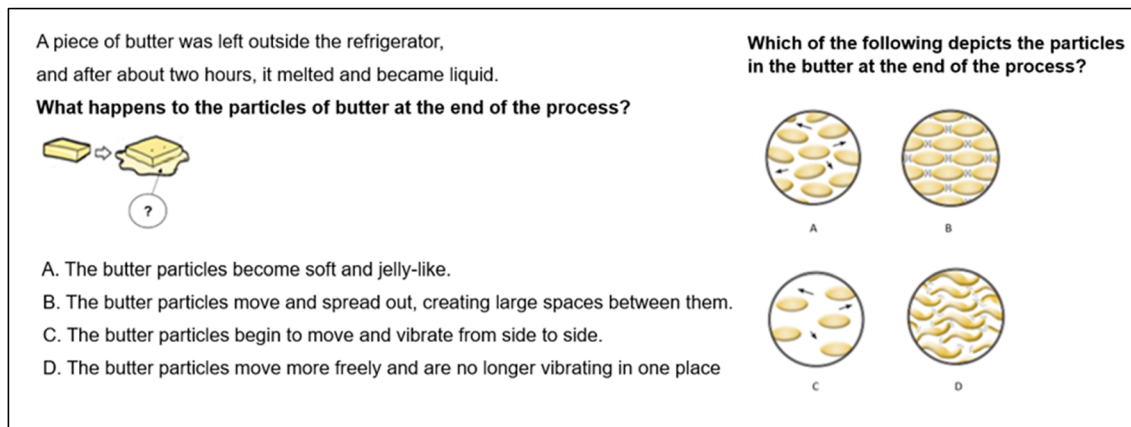 A piece of butter was left outside the refrigerator,
and after about two hours, it melted and became liquid.
What happens to the particles of butter at the end of the process?
?
A. The butter particles become soft and jelly-like.
B. The butter particles move and spread out, creating large spaces between them.
C. The butter particles begin to move and vibrate from side to side.
D. The butter particles move more freely and are no longer vibrating in one place
Which of the following depicts the particles
in the butter at the end of the process?
A
B
C
D